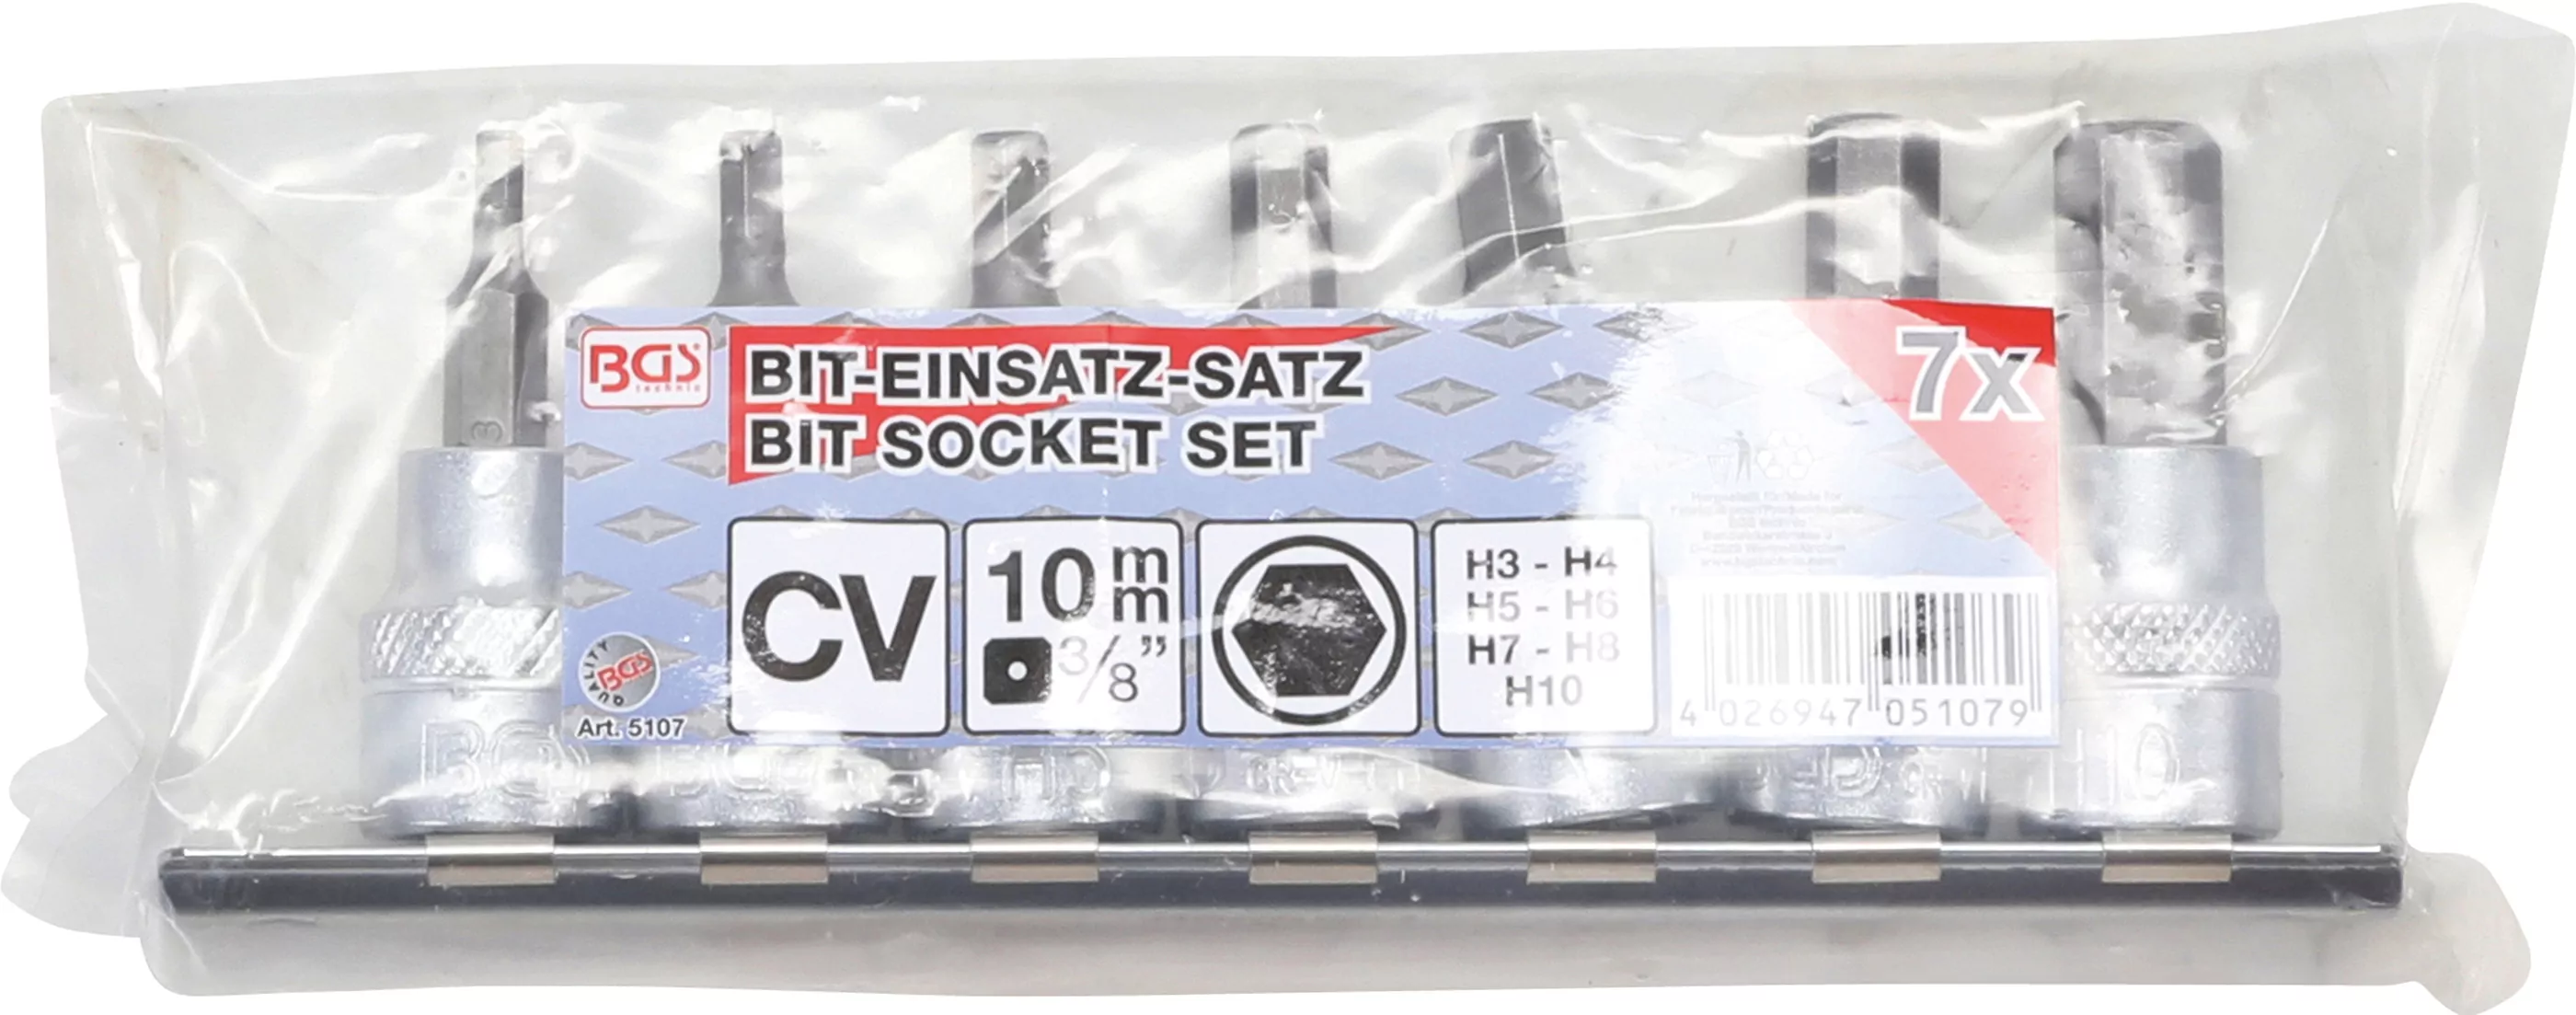 BGS
technic
BIT-EINSATZ-SATZ
BIT SOCKET SET
7x
CV
10 mm
3/8"
H3 - H4
H5 - H6
H7 - H8
H10
QUALITY
BGS
Art. 5107
4 026947 051079
H10